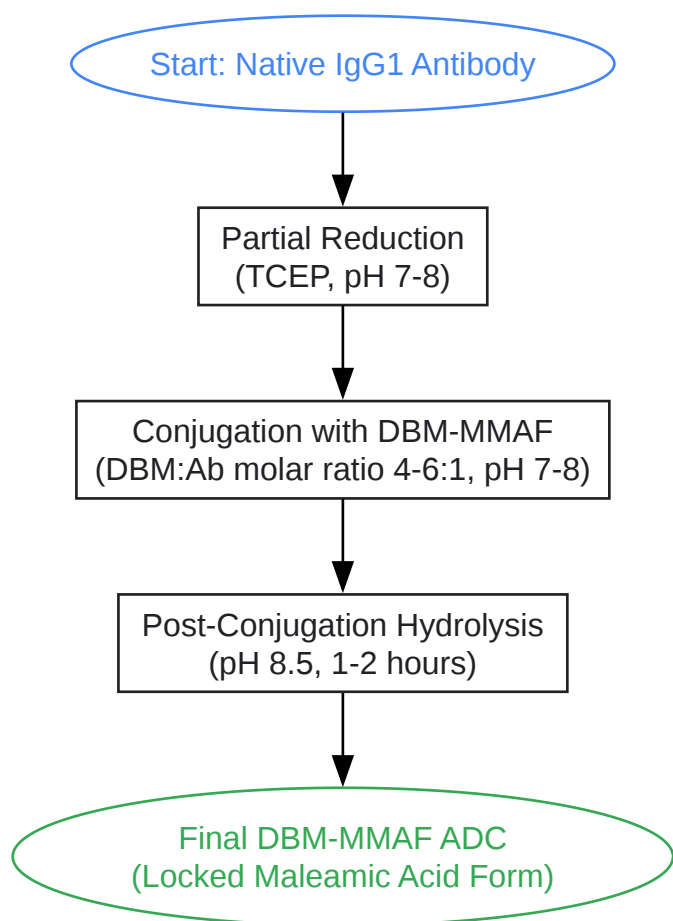 Start: Native IgG1 Antibody
Partial Reduction
(TCEP, pH 7-8)
Conjugation with DBM-MMAF
(DBM:Ab molar ratio 4-6:1, pH 7-8)
Post-Conjugation Hydrolysis
(pH 8.5, 1-2 hours)
Final DBM-MMAF ADC
(Locked Maleamic Acid Form)